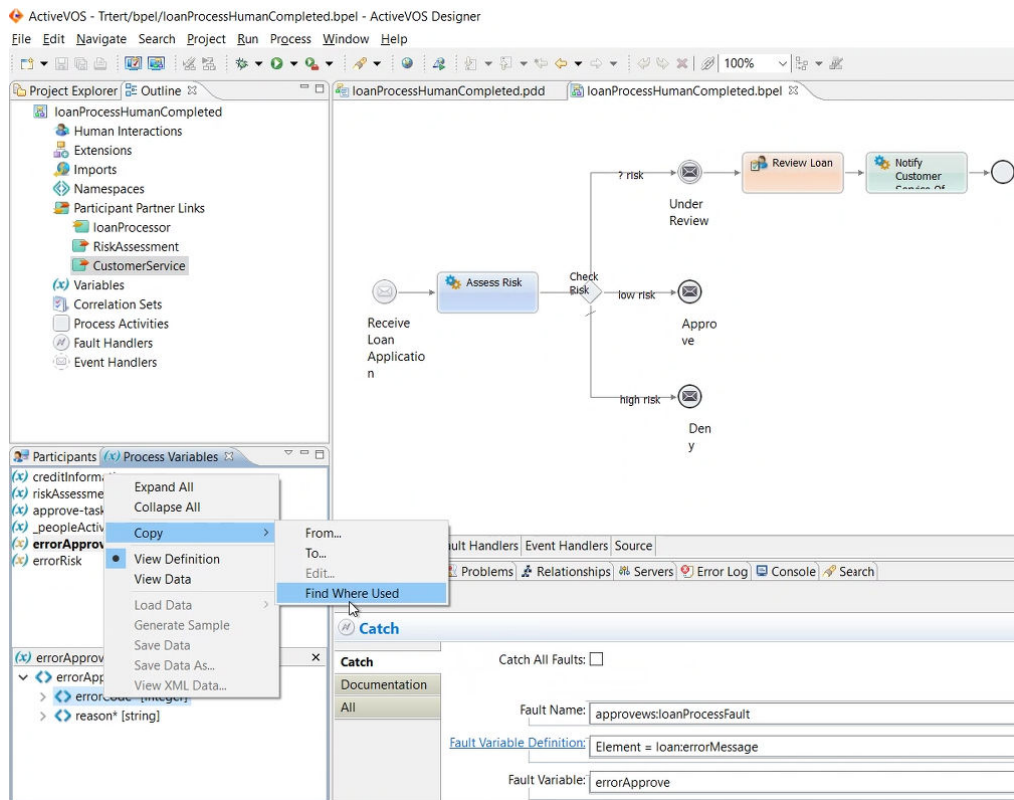 ActiveVOS - Trtert/bpel/loanProcessHumanCompleted.bpel - ActiveVOS Designer
File Edit Navigate Search Project Run Process Window Help
100%
Project Explorer Outline
loanProcessHumanCompleted.pdd loanProcessHumanCompleted.bpel
loanProcessHumanCompleted
Human Interactions
Extensions
Imports
Namespaces
Participant Partner Links
loanProcessor
RiskAssessment
CustomerService
Variables
Correlation Sets
Process Activities
Fault Handlers
Event Handlers
? risk
Under
Review
Review Loan
Notify
Customer
Service Of
Receive
Loan
Applicatio
n
Assess Risk
Check
Risk
low risk
Appro
ve
high risk
Den
y
Participants (x) Process Variables
(x) creditInformat
(x) riskAssessme
(x) approve-task
(x) _peopleActiv
(x) errorApprov
(x) errorRisk
Expand All
Collapse All
Copy
View Definition
View Data
Load Data
Generate Sample
Save Data
Save Data As...
View XML Data...
From...
To...
Edit...
Find Where Used
(x) errorApprov
errorApp
errorCode* [integer]
reason* [string]
ult Handlers Event Handlers Source
Problems Relationships Servers Error Log Console Search
Catch
Catch
Documentation
All
Catch All Faults:
Fault Name: approvews:loanProcessFault
Fault Variable Definition: Element = loan:errorMessage
Fault Variable: errorApprove